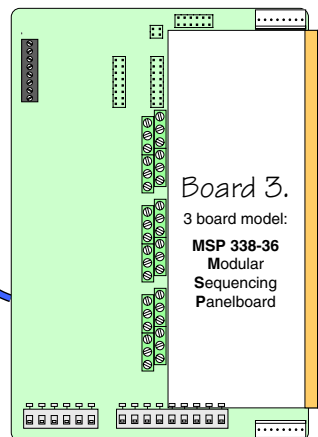 Board 3.
3 board model:
MSP 338-36
Modular
Sequencing
Panelboard